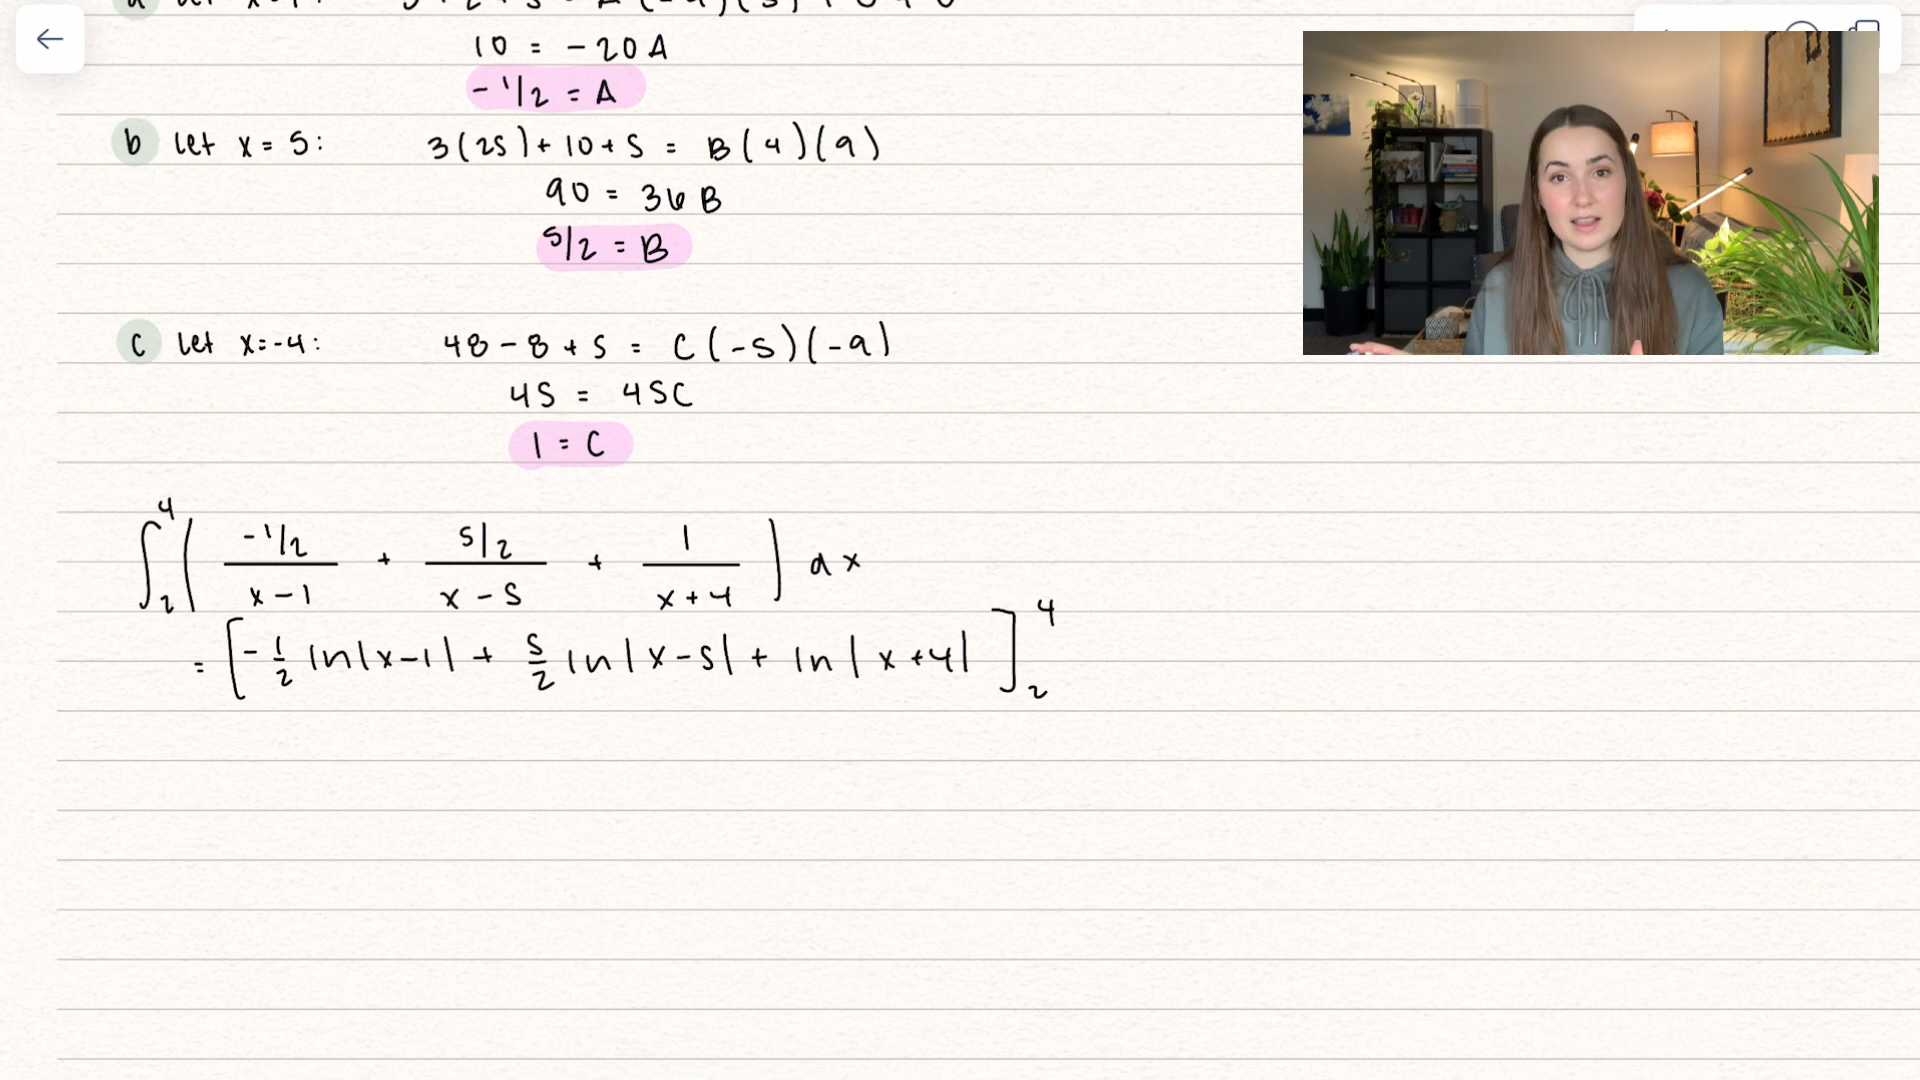 10 = -20A
-1/2 = A
b let x = 5: 3(25) + 10 + 5 = B(4)(9)
90 = 36B
5/2 = B
c let x=-4: 48 - 8 + 5 = C(-5)(-9)
45 = 45C
1 = C
∫₂⁴ ( (-1/2)/(x-1) + (5/2)/(x-5) + 1/(x+4) ) dx
= [ -1/2 ln|x-1| + 5/2 ln|x-5| + ln|x+4| ]₂⁴